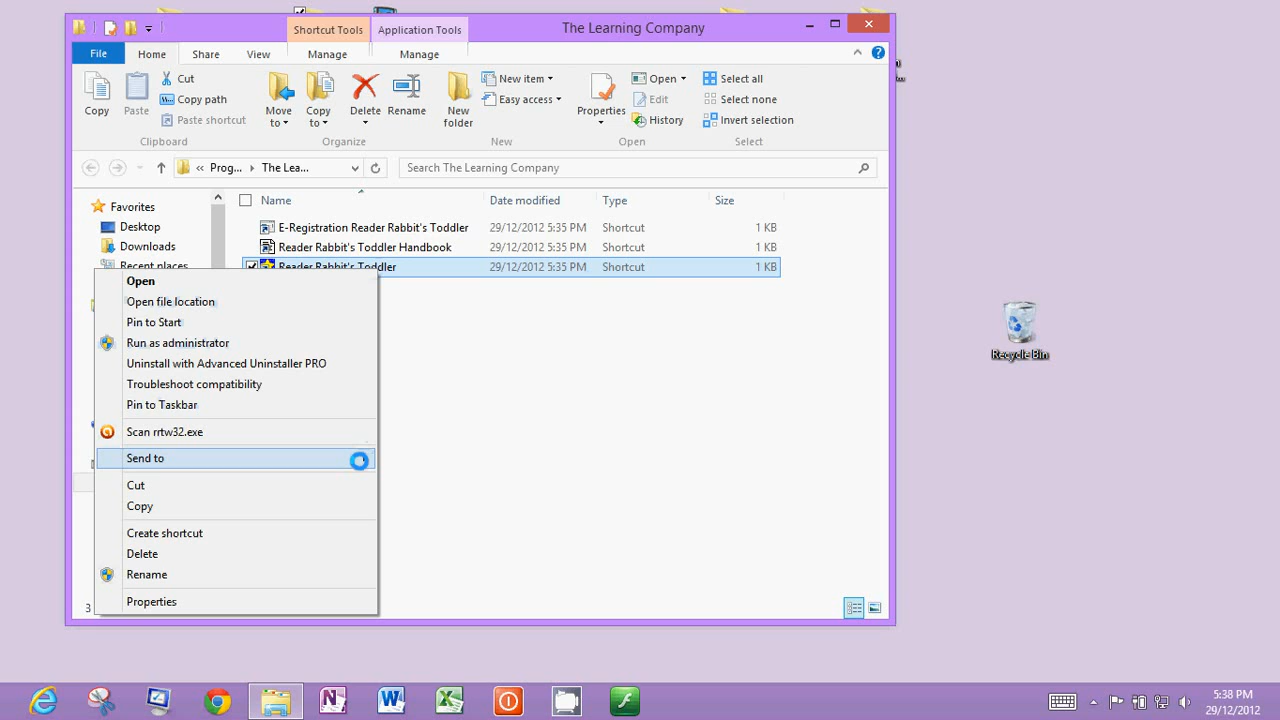 Shortcut Tools
Application Tools
The Learning Company
File
Home
Share
View
Manage
Manage
Copy
Paste
Cut
Copy path
Paste shortcut
Clipboard
Move to
Copy to
Delete
Rename
Organize
New folder
New item
Easy access
New
Properties
Open
Edit
History
Open
Select all
Select none
Invert selection
Select
« Prog...
The Lea...
Search The Learning Company
Name
Date modified
Type
Size
Favorites
Desktop
Downloads
Recent places
E-Registration Reader Rabbit's Toddler 29/12/2012 5:35 PM Shortcut 1 KB
Reader Rabbit's Toddler Handbook 29/12/2012 5:35 PM Shortcut 1 KB
Reader Rabbit's Toddler 29/12/2012 5:35 PM Shortcut 1 KB
Open
Open file location
Pin to Start
Run as administrator
Uninstall with Advanced Uninstaller PRO
Troubleshoot compatibility
Pin to Taskbar
Scan rrtw32.exe
Send to
Cut
Copy
Create shortcut
Delete
Rename
Properties
3
Recycle Bin
5:38 PM
29/12/2012